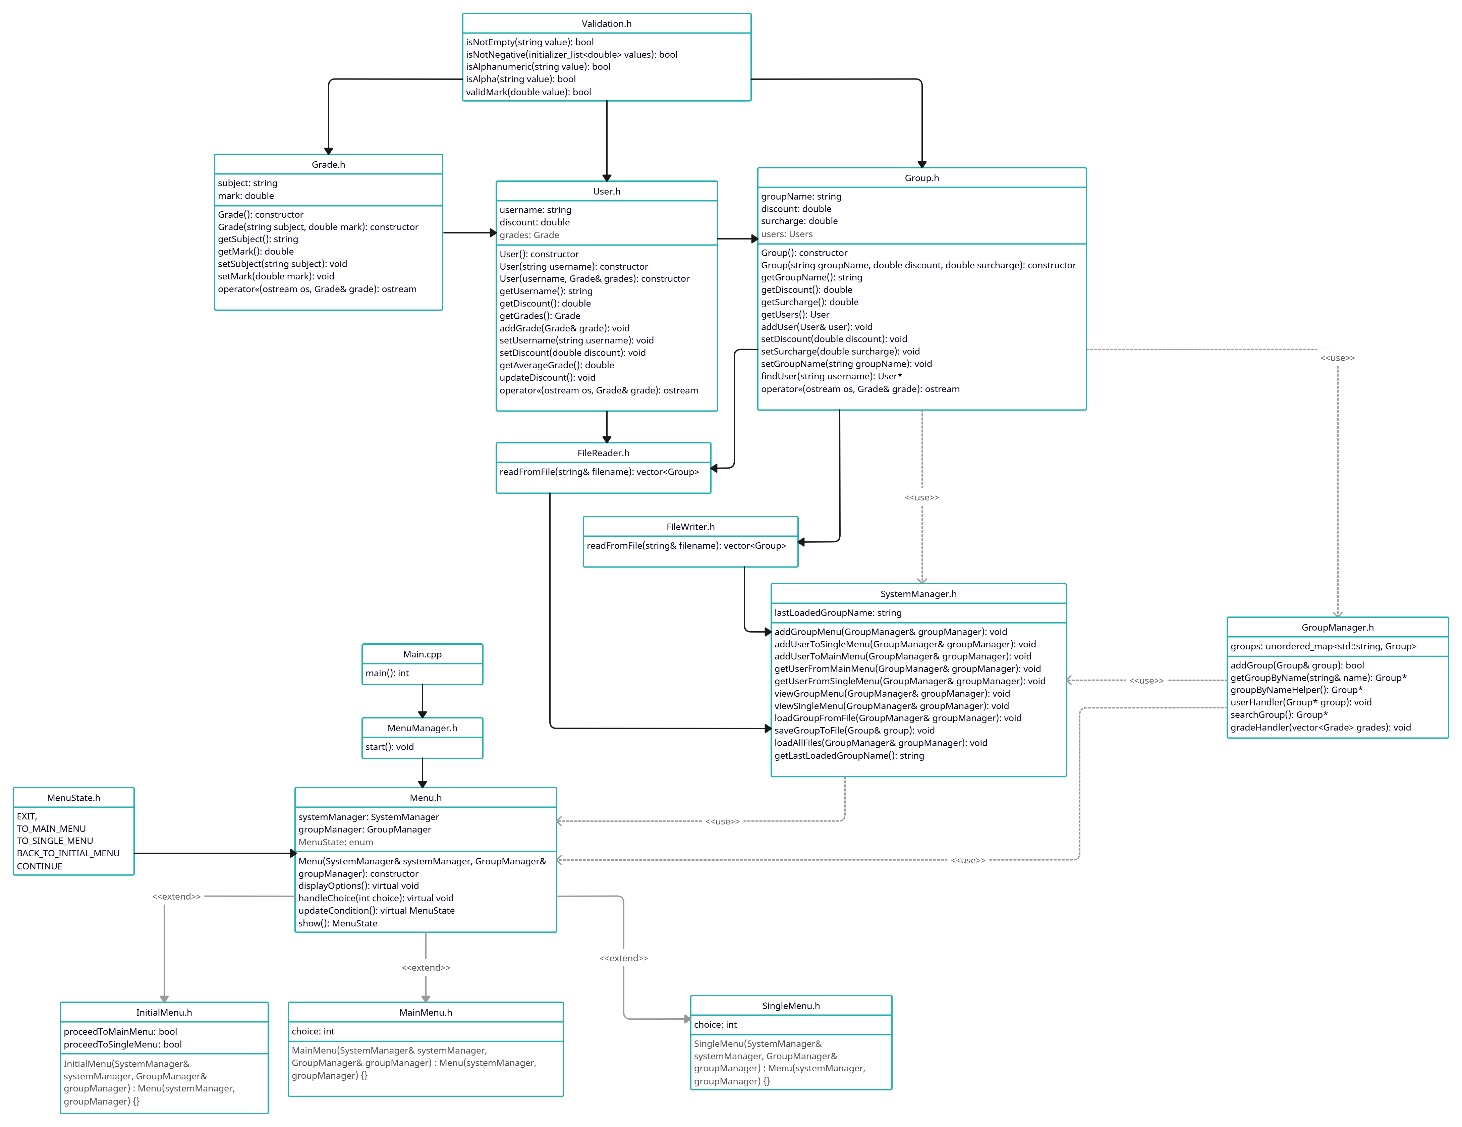 Validation.h
isNotEmpty(string value): bool
isNotNegative(initializer_list<double> values): bool
isAlphanumeric(string value): bool
isAlpha(string value): bool
validMark(double value): bool
Grade.h
subject: string
mark: double
Grade(): constructor
Grade(string subject, double mark): constructor
getSubject(): string
getMark(): double
setSubject(string subject): void
setMark(double mark): void
operator«(ostream os, Grade& grade): ostream
User.h
username: string
discount: double
grades: Grade
User(): constructor
User(string username): constructor
User(username, Grade& grades): constructor
getUsername(): string
getDiscount(): double
getGrades(): Grade
addGrade(Grade& grade): void
setUsername(string username): void
setDiscount(double discount): void
getAverageGrade(): double
updateDiscount(): void
operator«(ostream os, Grade& grade): ostream
Group.h
groupName: string
discount: double
surcharge: double
users: Users
Group(): constructor
Group(string groupName, double discount, double surcharge): constructor
getGroupName(): string
getDiscount(): double
getSurcharge(): double
getUsers(): User
addUser(User& user): void
setDiscount(double discount): void
setSurcharge(double surcharge): void
setGroupName(string groupName): void
findUser(string username): User*
operator«(ostream os, Grade& grade): ostream
<<use>>
FileReader.h
readFromFile(string& filename): vector<Group>
<<use>>
FileWriter.h
readFromFile(string& filename): vector<Group>
SystemManager.h
lastLoadedGroupName: string
addGroupMenu(GroupManager& groupManager): void
addUserToSingleMenu(GroupManager& groupManager): void
addUserToMainMenu(GroupManager& groupManager): void
getUserFromMainMenu(GroupManager& groupManager): void
getUserFromSingleMenu(GroupManager& groupManager): void
viewGroupMenu(GroupManager& groupManager): void
viewSingleMenu(GroupManager& groupManager): void
loadGroupFromFile(GroupManager& groupManager): void
saveGroupToFile(Group& group): void
loadAllFiles(GroupManager& groupManager): void
getLastLoadedGroupName(): string
<<use>>
GroupManager.h
groups: unordered_map<std::string, Group>
addGroup(Group& group): bool
getGroupByName(string& name): Group*
groupByNameHelper(): Group*
userHandler(Group* group): void
searchGroup(): Group*
gradeHandler(vector<Grade> grades): void
Main.cpp
main(): int
MenuManager.h
start(): void
MenuState.h
EXIT,
TO_MAIN_MENU
TO_SINGLE_MENU
BACK_TO_INITIAL_MENU
CONTINUE
Menu.h
systemManager: SystemManager
groupManager: GroupManager
MenuState: enum
Menu(SystemManager& systemManager, GroupManager&
groupManager): constructor
displayOptions(): virtual void
handleChoice(int choice): virtual void
updateCondition(): virtual MenuState
show(): MenuState
<<use>>
<<use>>
<<extend>>
<<extend>>
<<extend>>
InitialMenu.h
proceedToMainMenu: bool
proceedToSingleMenu: bool
InitialMenu(SystemManager&
systemManager, GroupManager&
groupManager) : Menu(systemManager,
groupManager) {}
MainMenu.h
choice: int
MainMenu(SystemManager& systemManager,
GroupManager& groupManager) : Menu(systemManager,
groupManager) {}
SingleMenu.h
choice: int
SingleMenu(SystemManager&
systemManager, GroupManager&
groupManager) : Menu(systemManager,
groupManager) {}